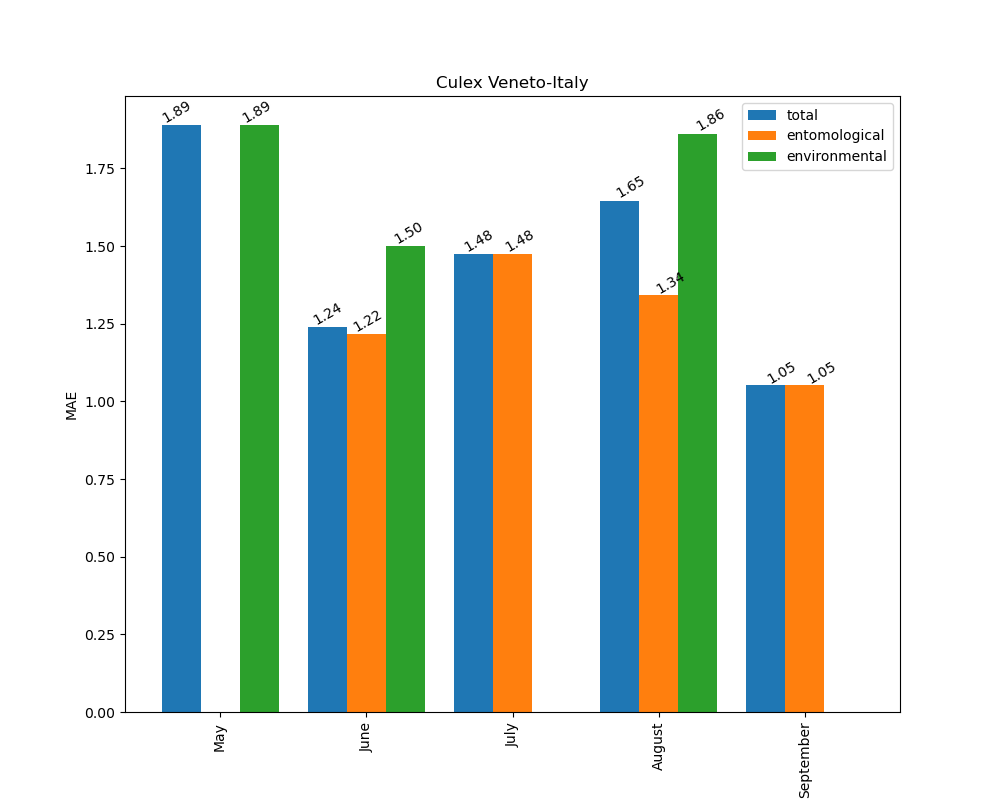 Culex Veneto-Italy
total
entomological
environmental
1.89
1.89
1.24
1.22
1.50
1.48
1.48
1.65
1.34
1.86
1.05
1.05
MAE
1.75
1.50
1.25
1.00
0.75
0.50
0.25
0.00
May
June
July
August
September